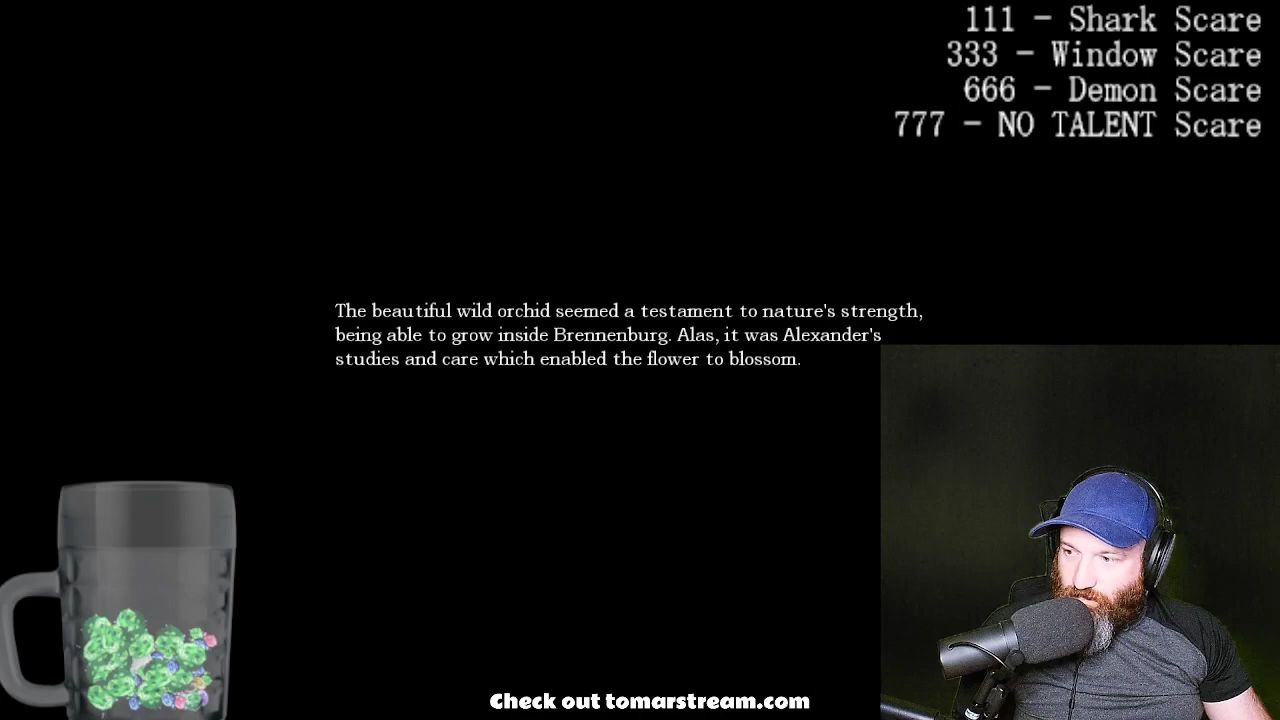 111 - Shark Scare
333 - Window Scare
666 - Demon Scare
777 - NO TALENT Scare
The beautiful wild orchid seemed a testament to nature's strength,
being able to grow inside Brennenburg. Alas, it was Alexander's
studies and care which enabled the flower to blossom.
Check out tomarstream.com